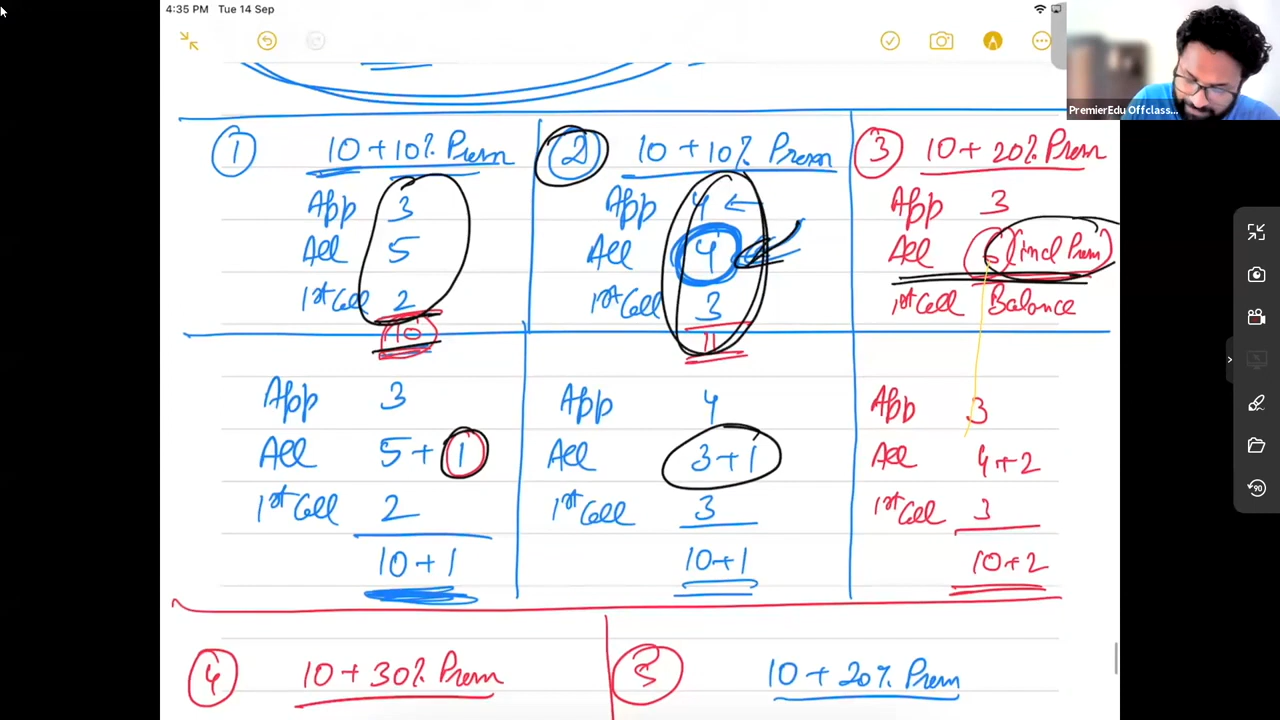 4:35 PM Tue 14 Sep
PremierEdu Offclass...
① 10 + 10% Prem
App 3
All 5
1st Call 2
10
App 3
All 5 + 1
1st Call 2
10 + 1
② 10 + 10% Prem
App 4 ←
All 4
1st Call 3
11
App 4
All 3 + 1
1st Call 3
10 + 1
③ 10 + 20% Prem
App 3
All (incl Prem)
1st Call Balance
App 3
All 4 + 2
1st Call 3
10 + 2
④ 10 + 30% Prem
⑤ 10 + 20% Prem
90